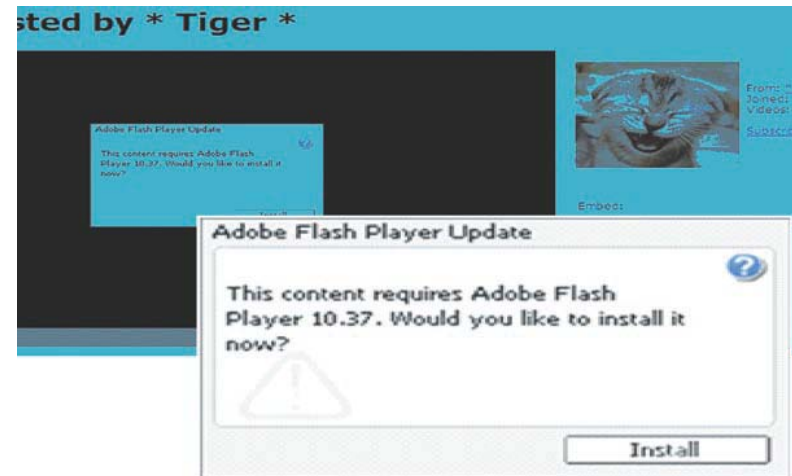 sted by * Tiger *
Adobe Flash Player Update
This content requires Adobe Flash
Player 10.37. Would you like to install it
now?
Install
From:
Joined:
Videos:
Subscr
Embed:
Adobe Flash Player Update
This content requires Adobe Flash
Player 10.37. Would you like to install it
now?
Install